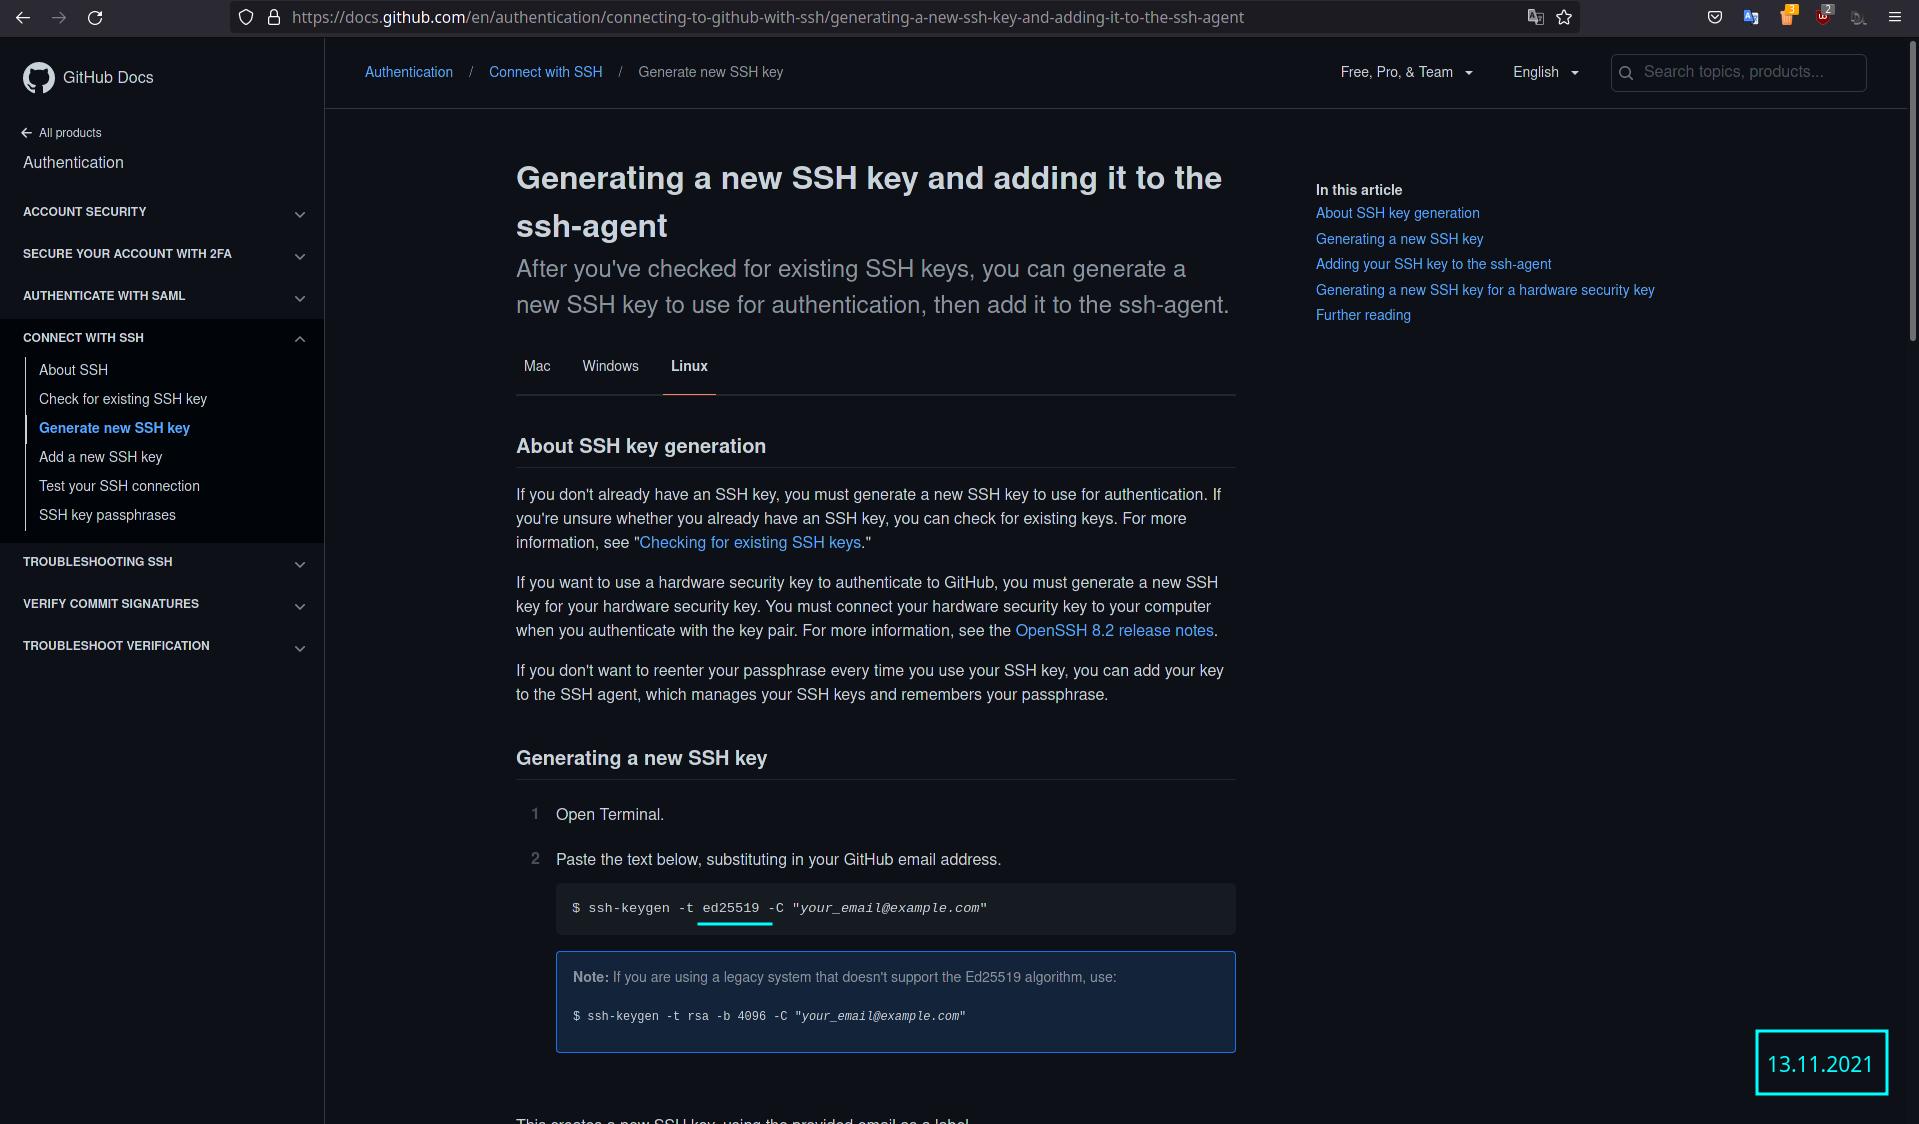 https://docs.github.com/en/authentication/connecting-to-github-with-ssh/generating-a-new-ssh-key-and-adding-it-to-the-ssh-agent
3
2
GitHub Docs
All products
Authentication
ACCOUNT SECURITY
SECURE YOUR ACCOUNT WITH 2FA
AUTHENTICATE WITH SAML
CONNECT WITH SSH
About SSH
Check for existing SSH key
Generate new SSH key
Add a new SSH key
Test your SSH connection
SSH key passphrases
TROUBLESHOOTING SSH
VERIFY COMMIT SIGNATURES
TROUBLESHOOT VERIFICATION
Authentication / Connect with SSH / Generate new SSH key
Free, Pro, & Team
English
Search topics, products...
Generating a new SSH key and adding it to the
ssh-agent
After you've checked for existing SSH keys, you can generate a
new SSH key to use for authentication, then add it to the ssh-agent.
Mac Windows Linux
About SSH key generation
If you don't already have an SSH key, you must generate a new SSH key to use for authentication. If
you're unsure whether you already have an SSH key, you can check for existing keys. For more
information, see "Checking for existing SSH keys."
If you want to use a hardware security key to authenticate to GitHub, you must generate a new SSH
key for your hardware security key. You must connect your hardware security key to your computer
when you authenticate with the key pair. For more information, see the OpenSSH 8.2 release notes.
If you don't want to reenter your passphrase every time you use your SSH key, you can add your key
to the SSH agent, which manages your SSH keys and remembers your passphrase.
Generating a new SSH key
1 Open Terminal.
2 Paste the text below, substituting in your GitHub email address.
$ ssh-keygen -t ed25519 -C "your_email@example.com"
Note: If you are using a legacy system that doesn't support the Ed25519 algorithm, use:
$ ssh-keygen -t rsa -b 4096 -C "your_email@example.com"
This creates a new SSH key, using the provided email as a label.
In this article
About SSH key generation
Generating a new SSH key
Adding your SSH key to the ssh-agent
Generating a new SSH key for a hardware security key
Further reading
13.11.2021